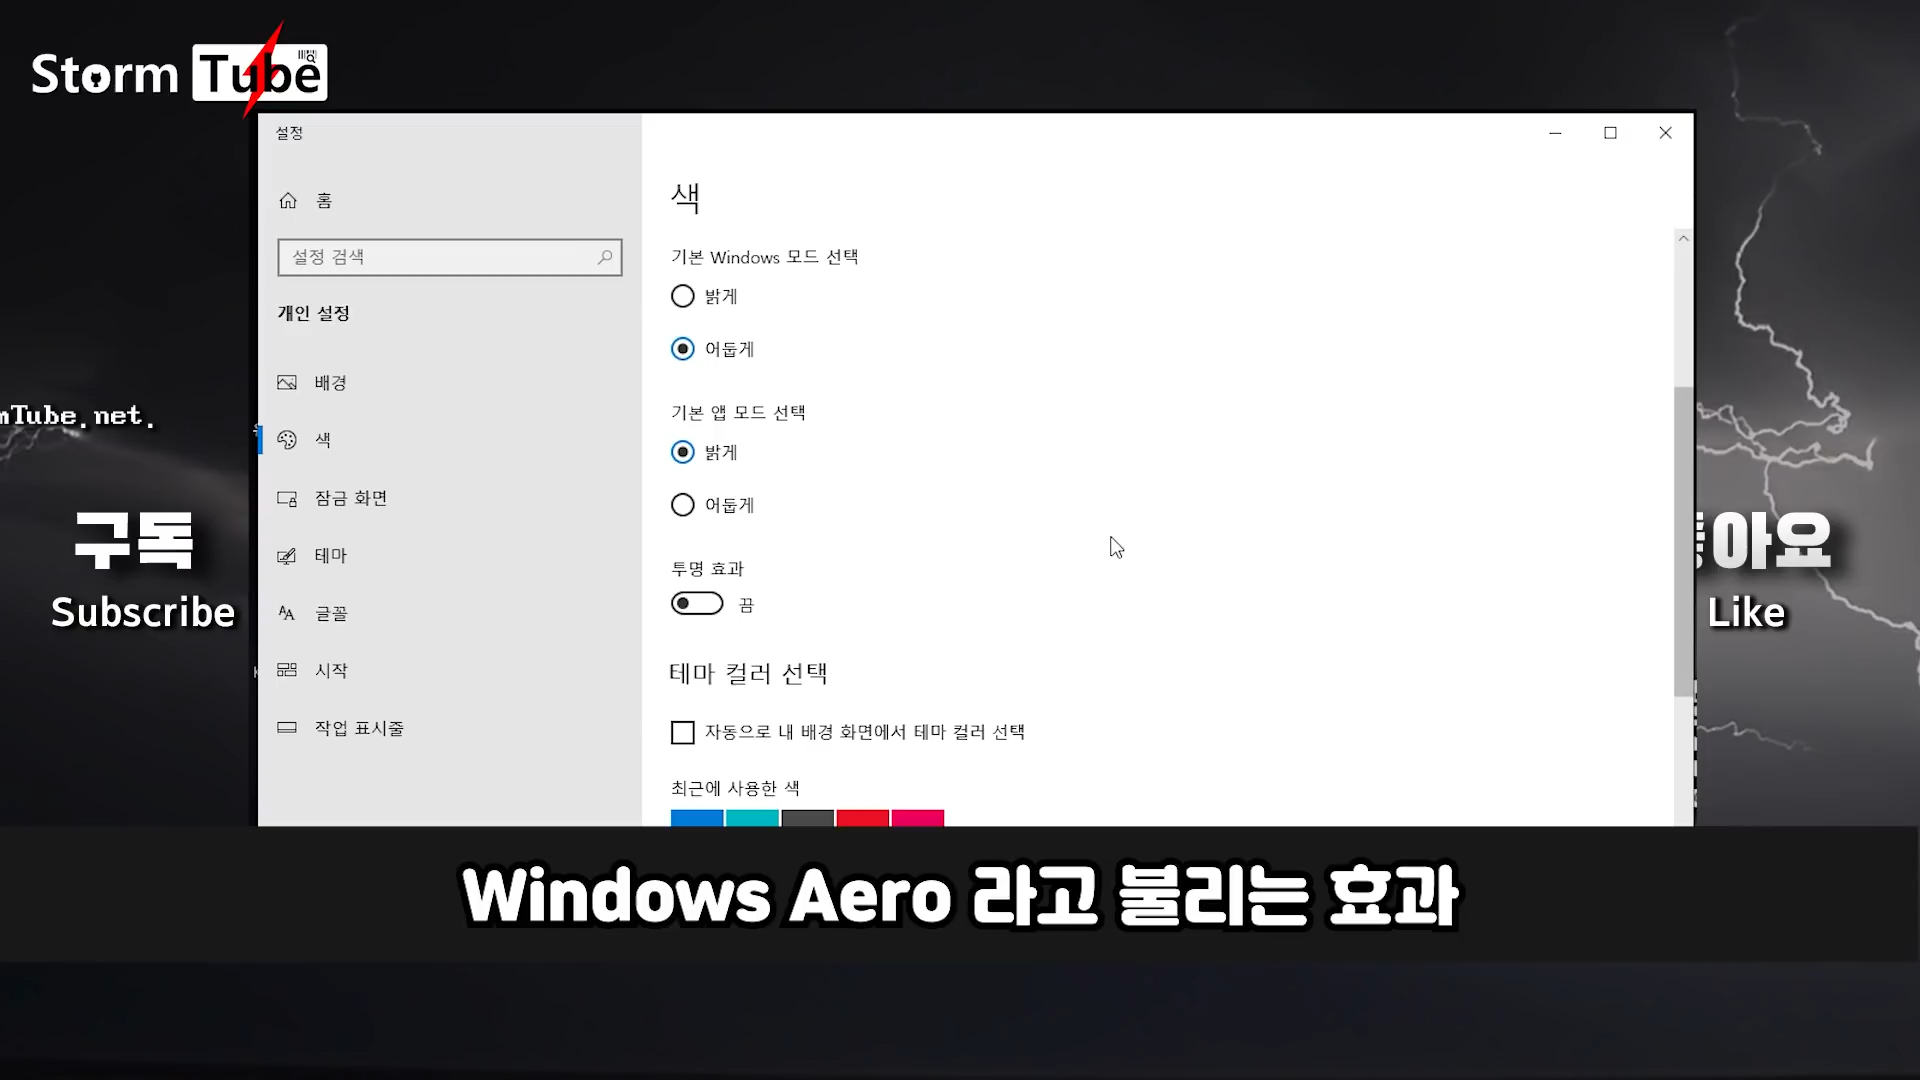 Storm Tube
설정
홈
설정 검색
개인 설정
배경
색
잠금 화면
테마
글꼴
시작
작업 표시줄
색
기본 Windows 모드 선택
밝게
어둡게
기본 앱 모드 선택
밝게
어둡게
투명 효과
끔
테마 컬러 선택
자동으로 내 배경 화면에서 테마 컬러 선택
최근에 사용한 색
mTube.net.
구독
Subscribe
아요
Like
Windows Aero 라고 불리는 효과